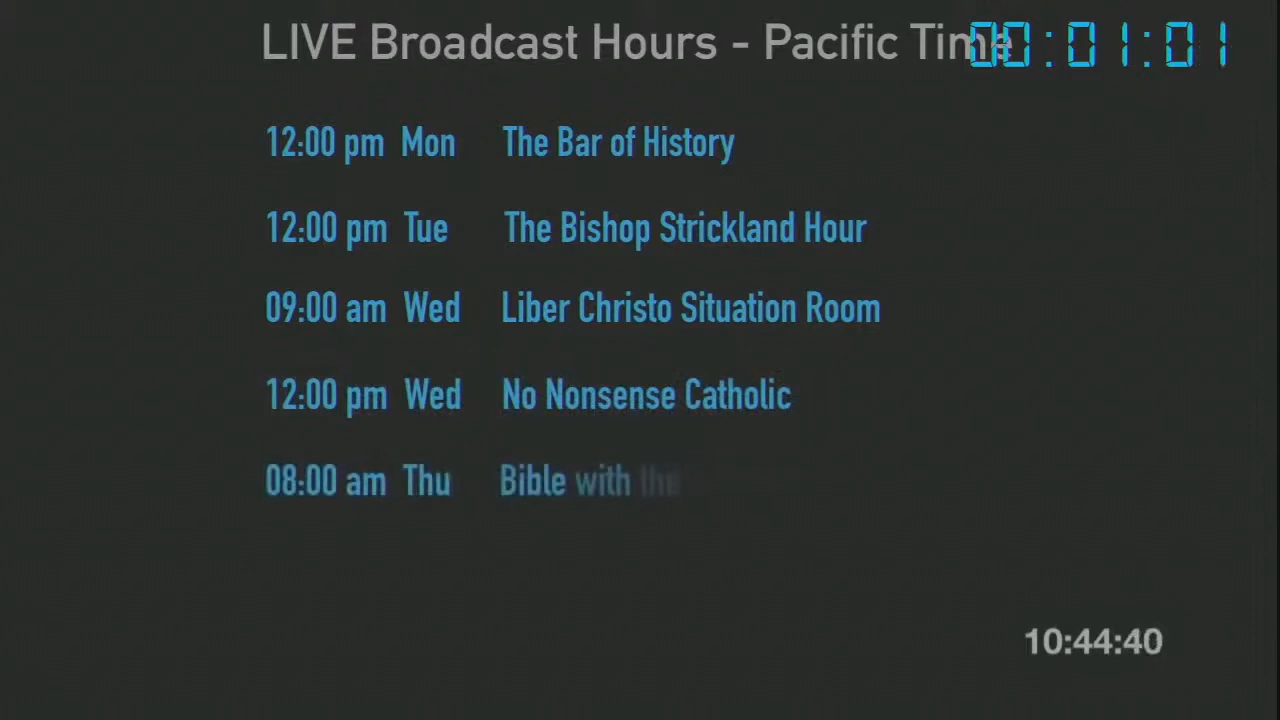 LIVE Broadcast Hours - Pacific Time
00:01:01
12:00 pm Mon The Bar of History
12:00 pm Tue The Bishop Strickland Hour
09:00 am Wed Liber Christo Situation Room
12:00 pm Wed No Nonsense Catholic
08:00 am Thu Bible with the
10:44:40